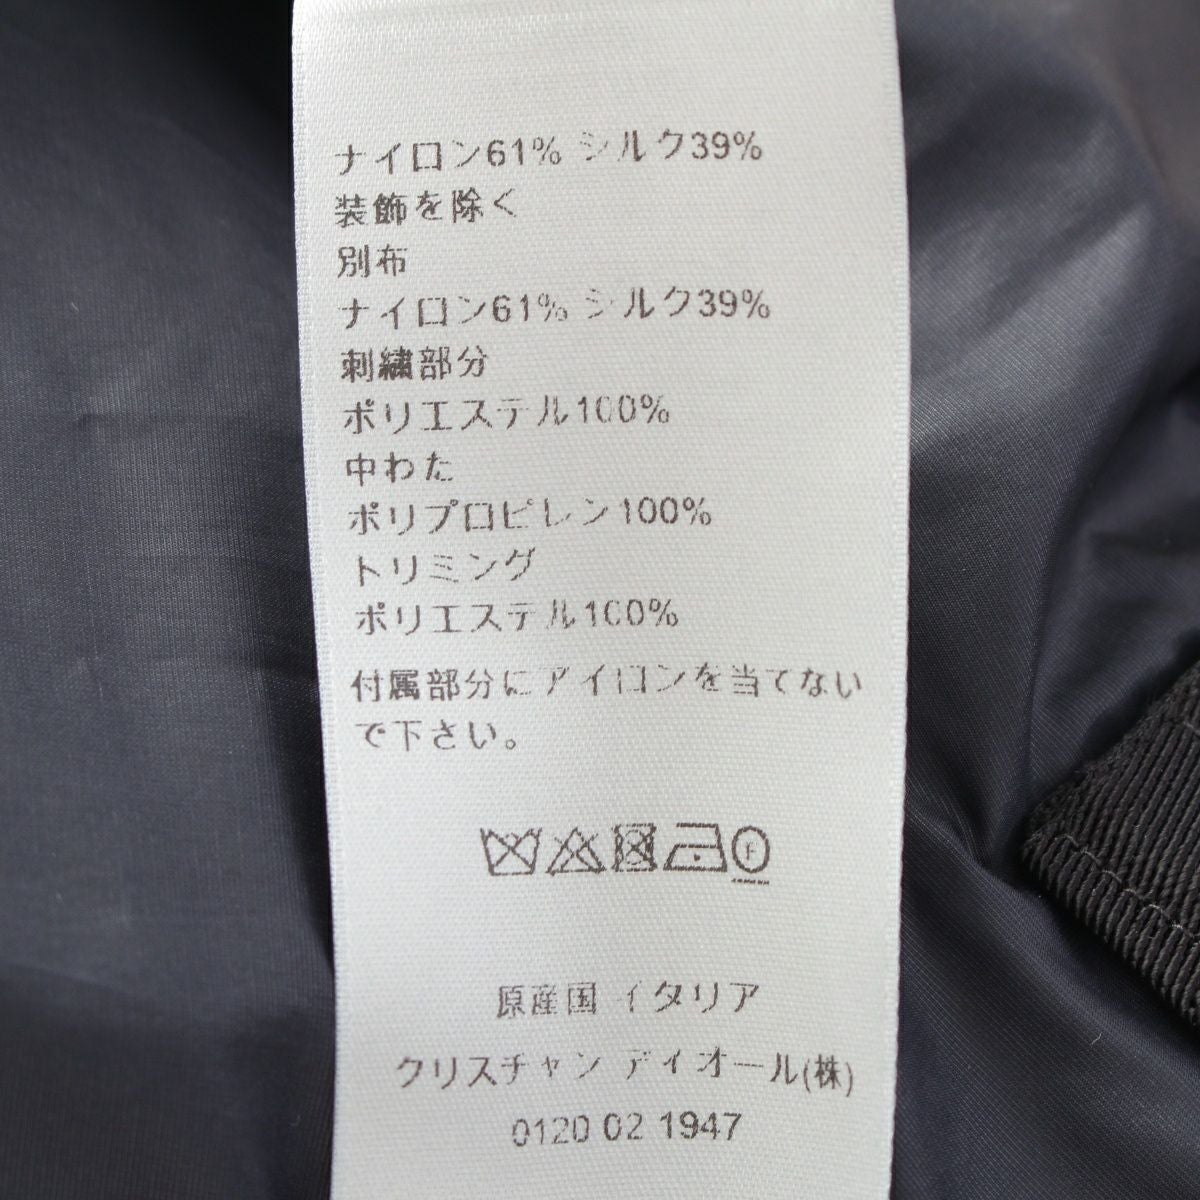 ナイロン61% シルク39%
装飾を除く
別布
ナイロン61% シルク39%
刺繍部分
ポリエステル100%
中わた
ポリプロピレン100%
トリミング
ポリエステル100%
付属部分にアイロンを当てない
で下さい。
F
原産国 イタリア
クリスチャン ディオール(株)
0120 02 1947